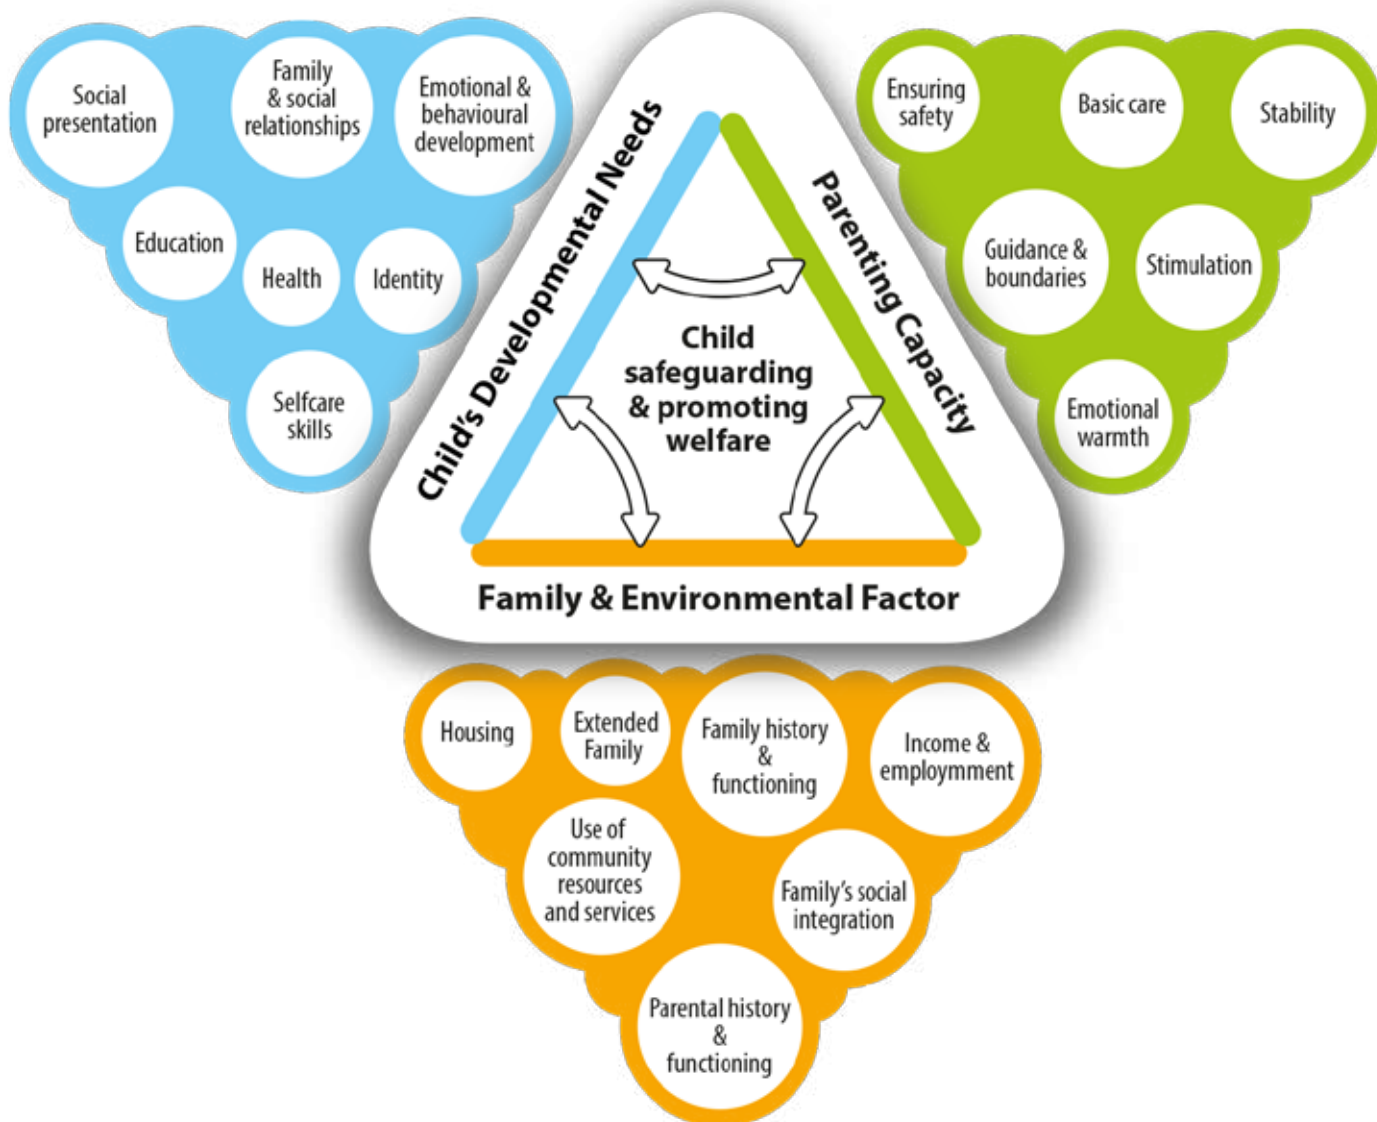 Social
presentation
Family
& social
relationships
Emotional &
behavioural
development
Education
Health
Identity
Selfcare
skills
Child's Developmental Needs
Parenting Capacity
Child
safeguarding
& promoting
welfare
Family & Environmental Factor
Ensuring
safety
Basic care
Stability
Guidance &
boundaries
Stimulation
Emotional
warmth
Housing
Extended
Family
Family history
&
functioning
Income &
employmment
Use of
community
resources
and services
Family's social
integration
Parental history
&
functioning